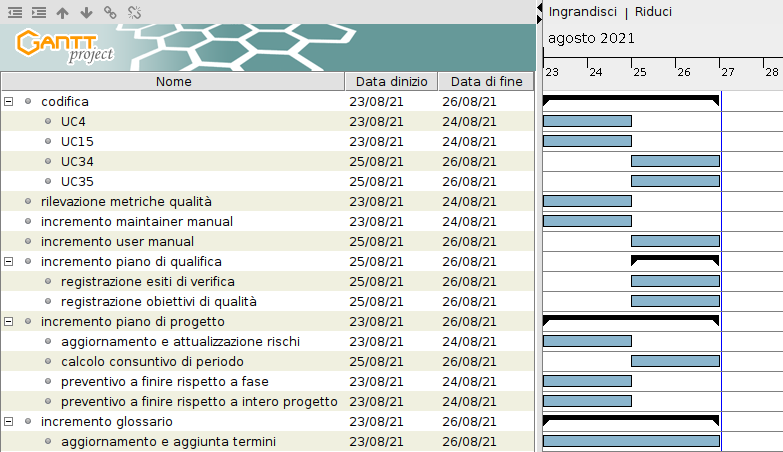 Ingrandisci | Riduci
agosto 2021
GANTT
project
23 24 25 26 27 28
Nome Data dinizio Data di fine
codifica 23/08/21 26/08/21
UC4 23/08/21 24/08/21
UC15 23/08/21 24/08/21
UC34 25/08/21 26/08/21
UC35 25/08/21 26/08/21
rilevazione metriche qualità 23/08/21 24/08/21
incremento maintainer manual 23/08/21 24/08/21
incremento user manual 25/08/21 26/08/21
incremento piano di qualifica 25/08/21 26/08/21
registrazione esiti di verifica 25/08/21 26/08/21
registrazione obiettivi di qualità 25/08/21 26/08/21
incremento piano di progetto 23/08/21 26/08/21
aggiornamento e attualizzazione rischi 23/08/21 24/08/21
calcolo consuntivo di periodo 25/08/21 26/08/21
preventivo a finire rispetto a fase 23/08/21 24/08/21
preventivo a finire rispetto a intero progetto 23/08/21 24/08/21
incremento glossario 23/08/21 26/08/21
aggiornamento e aggiunta termini 23/08/21 26/08/21